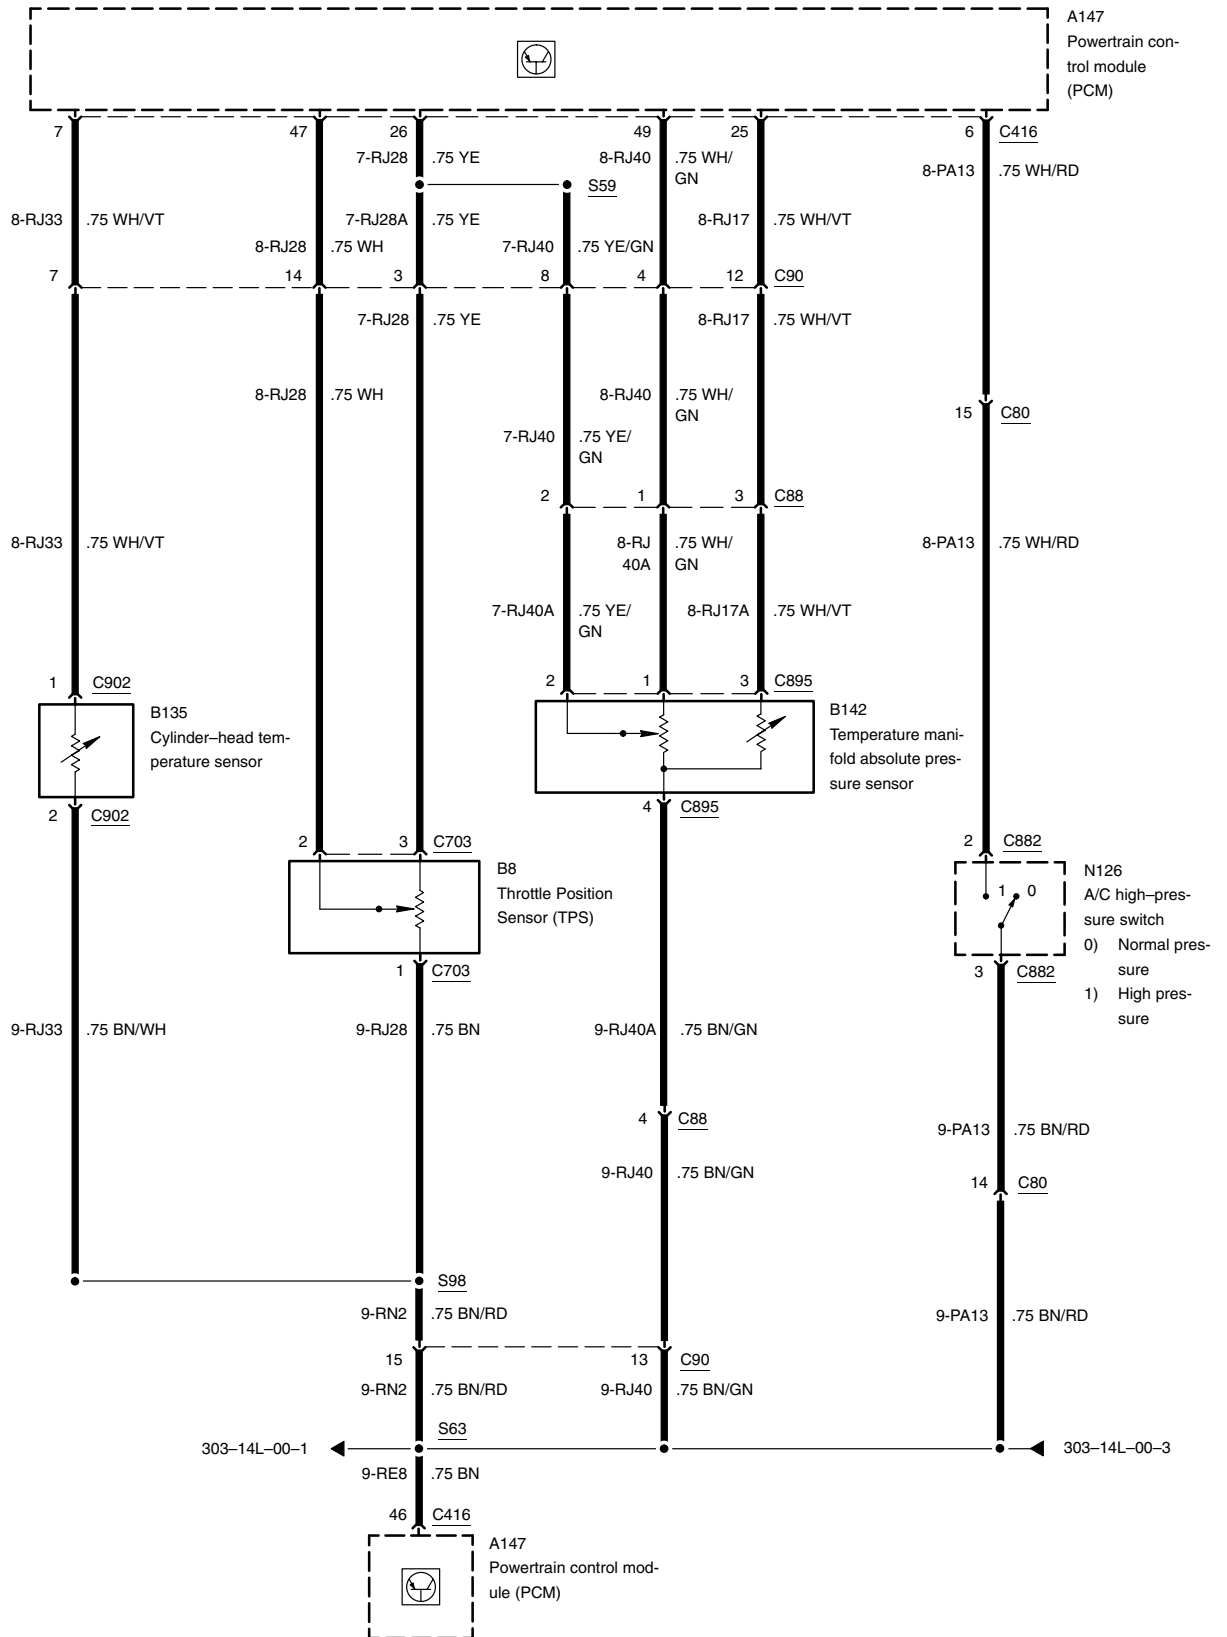 A147
Powertrain con-
trol module
(PCM)
7 47 26 49 25 6 C416
7-RJ28 .75 YE 8-RJ40 .75 WH/
GN
8-PA13 .75 WH/RD
S59
8-RJ33 .75 WH/VT 7-RJ28A .75 YE 8-RJ17 .75 WH/VT
8-RJ28 .75 WH 7-RJ40 .75 YE/GN
7 14 3 8 4 12 C90
7-RJ28 .75 YE 8-RJ17 .75 WH/VT
8-RJ28 .75 WH 8-RJ40 .75 WH/
GN
15 C80
7-RJ40 .75 YE/
GN
2 1 3 C88
8-RJ33 .75 WH/VT 8-RJ
40A
.75 WH/
GN
8-PA13 .75 WH/RD
7-RJ40A .75 YE/
GN
8-RJ17A .75 WH/VT
1 C902 2 1 3 C895
B135
Cylinder–head tem-
perature sensor
B142
Temperature mani-
fold absolute pres-
sure sensor
2 C902 4 C895
2 3 C703 2 C882
B8
Throttle Position
Sensor (TPS)
1 0
N126
A/C high–pres-
sure switch
0) Normal pres-
sure
1) High pres-
sure
1 C703 3 C882
9-RJ33 .75 BN/WH 9-RJ28 .75 BN 9-RJ40A .75 BN/GN
4 C88 9-PA13 .75 BN/RD
9-RJ40 .75 BN/GN 14 C80
S98
9-RN2 .75 BN/RD 9-PA13 .75 BN/RD
15 13 C90
9-RN2 .75 BN/RD 9-RJ40 .75 BN/GN
S63
303–14L–00–1 303–14L–00–3
9-RE8 .75 BN
46 C416
A147
Powertrain control mod-
ule (PCM)